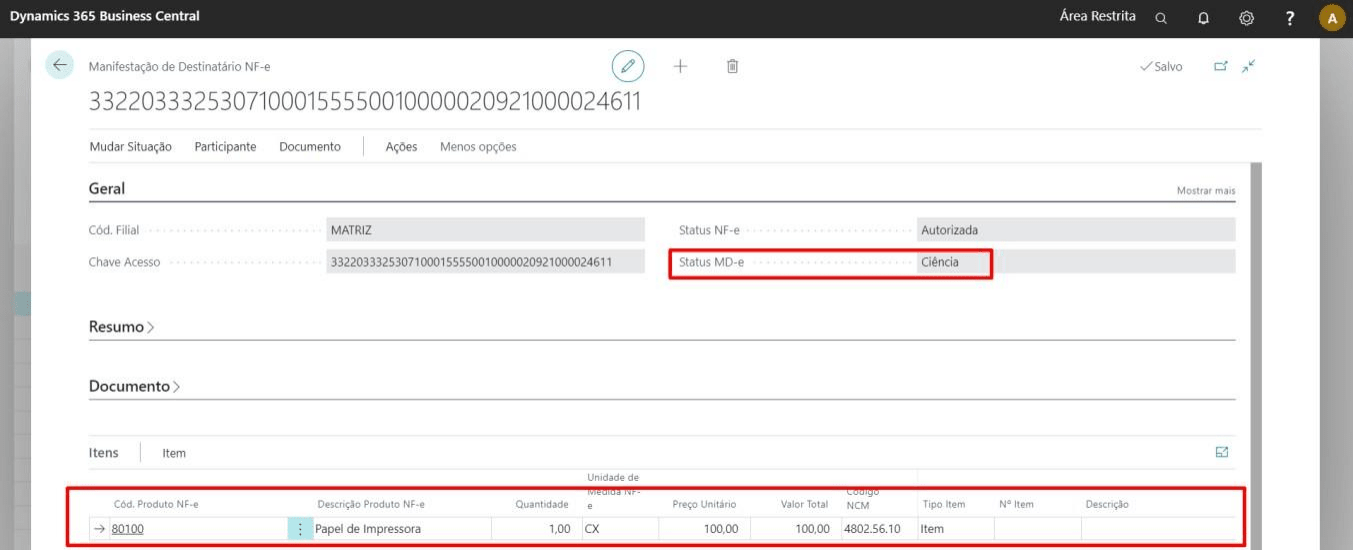 Dynamics 365 Business Central Área Restrita ? A
Manifestação de Destinatário NF-e Salvo
33220333253071000155550010000020921000024611
Mudar Situação Participante Documento Ações Menos opções
Geral Mostrar mais
Cód. Filial MATRIZ Status NF-e Autorizada
Chave Acesso 33220333253071000155550010000020921000024611 Status MD-e Ciência
Resumo
Documento
Itens Item
Cód. Produto NF-e Descrição Produto NF-e Quantidade Unidade de Medida NF-e Preço Unitário Valor Total Código NCM Tipo Item Nº Item Descrição
80100 Papel de Impressora 1,00 CX 100,00 100,00 4802.56.10 Item